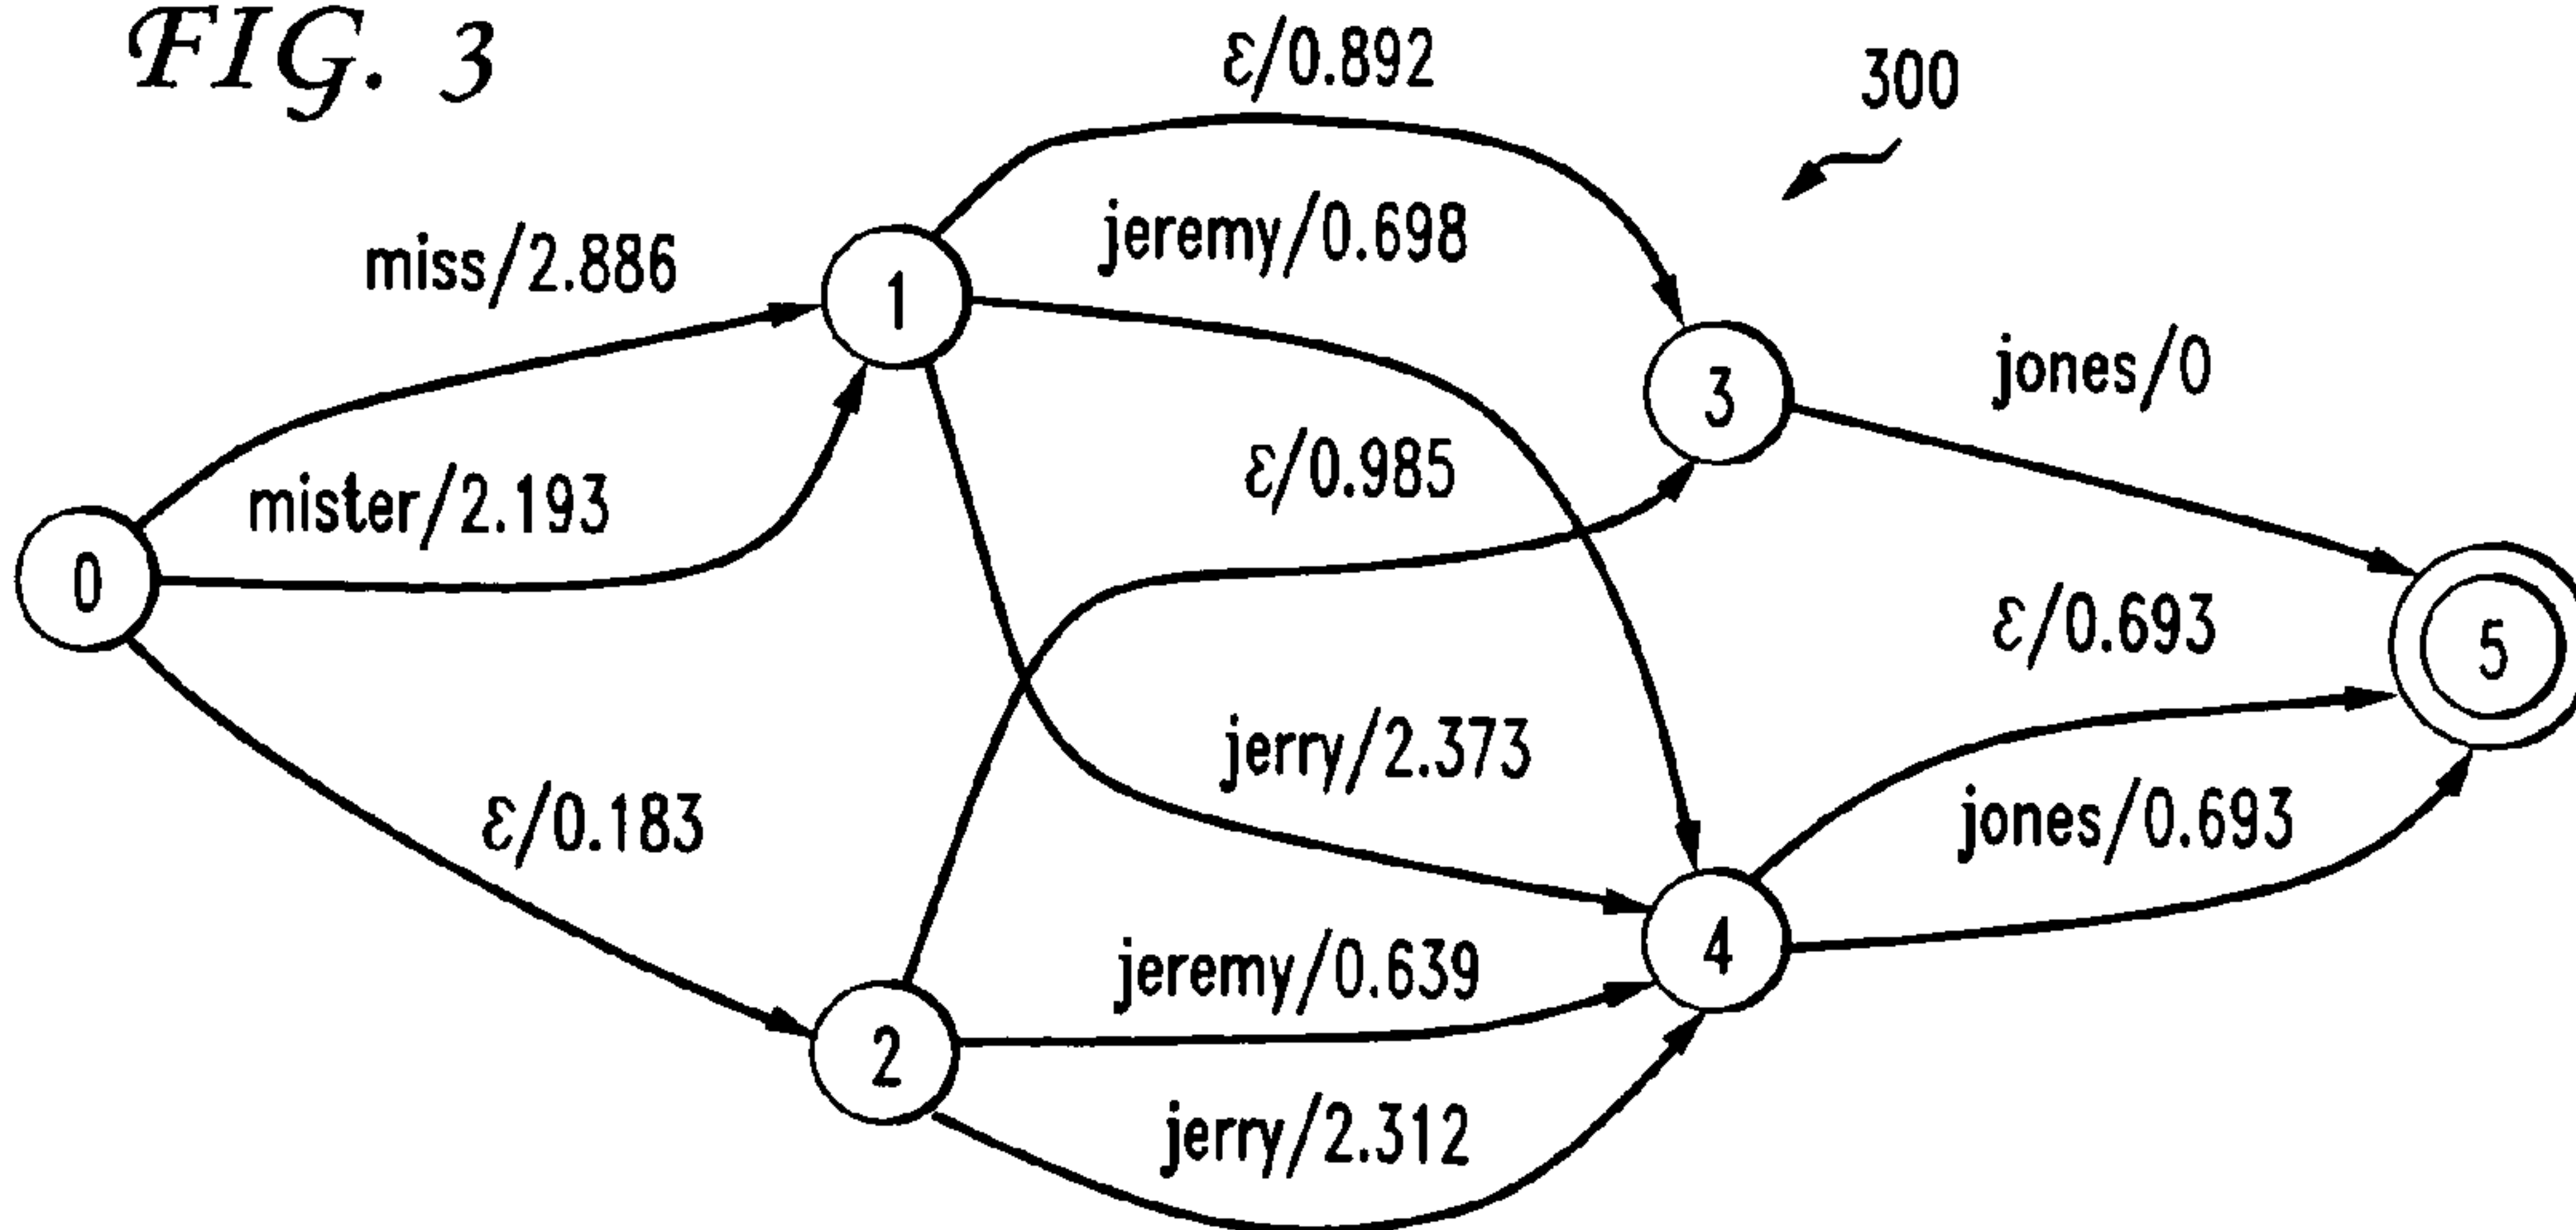 FIG. 3
ε/0.892
300
jeremy/0.698
miss/2.886
1
jones/0
3
ε/0.985
mister/2.193
0
ε/0.693
5
jerry/2.373
ε/0.183
jones/0.693
4
jeremy/0.639
2
jerry/2.312